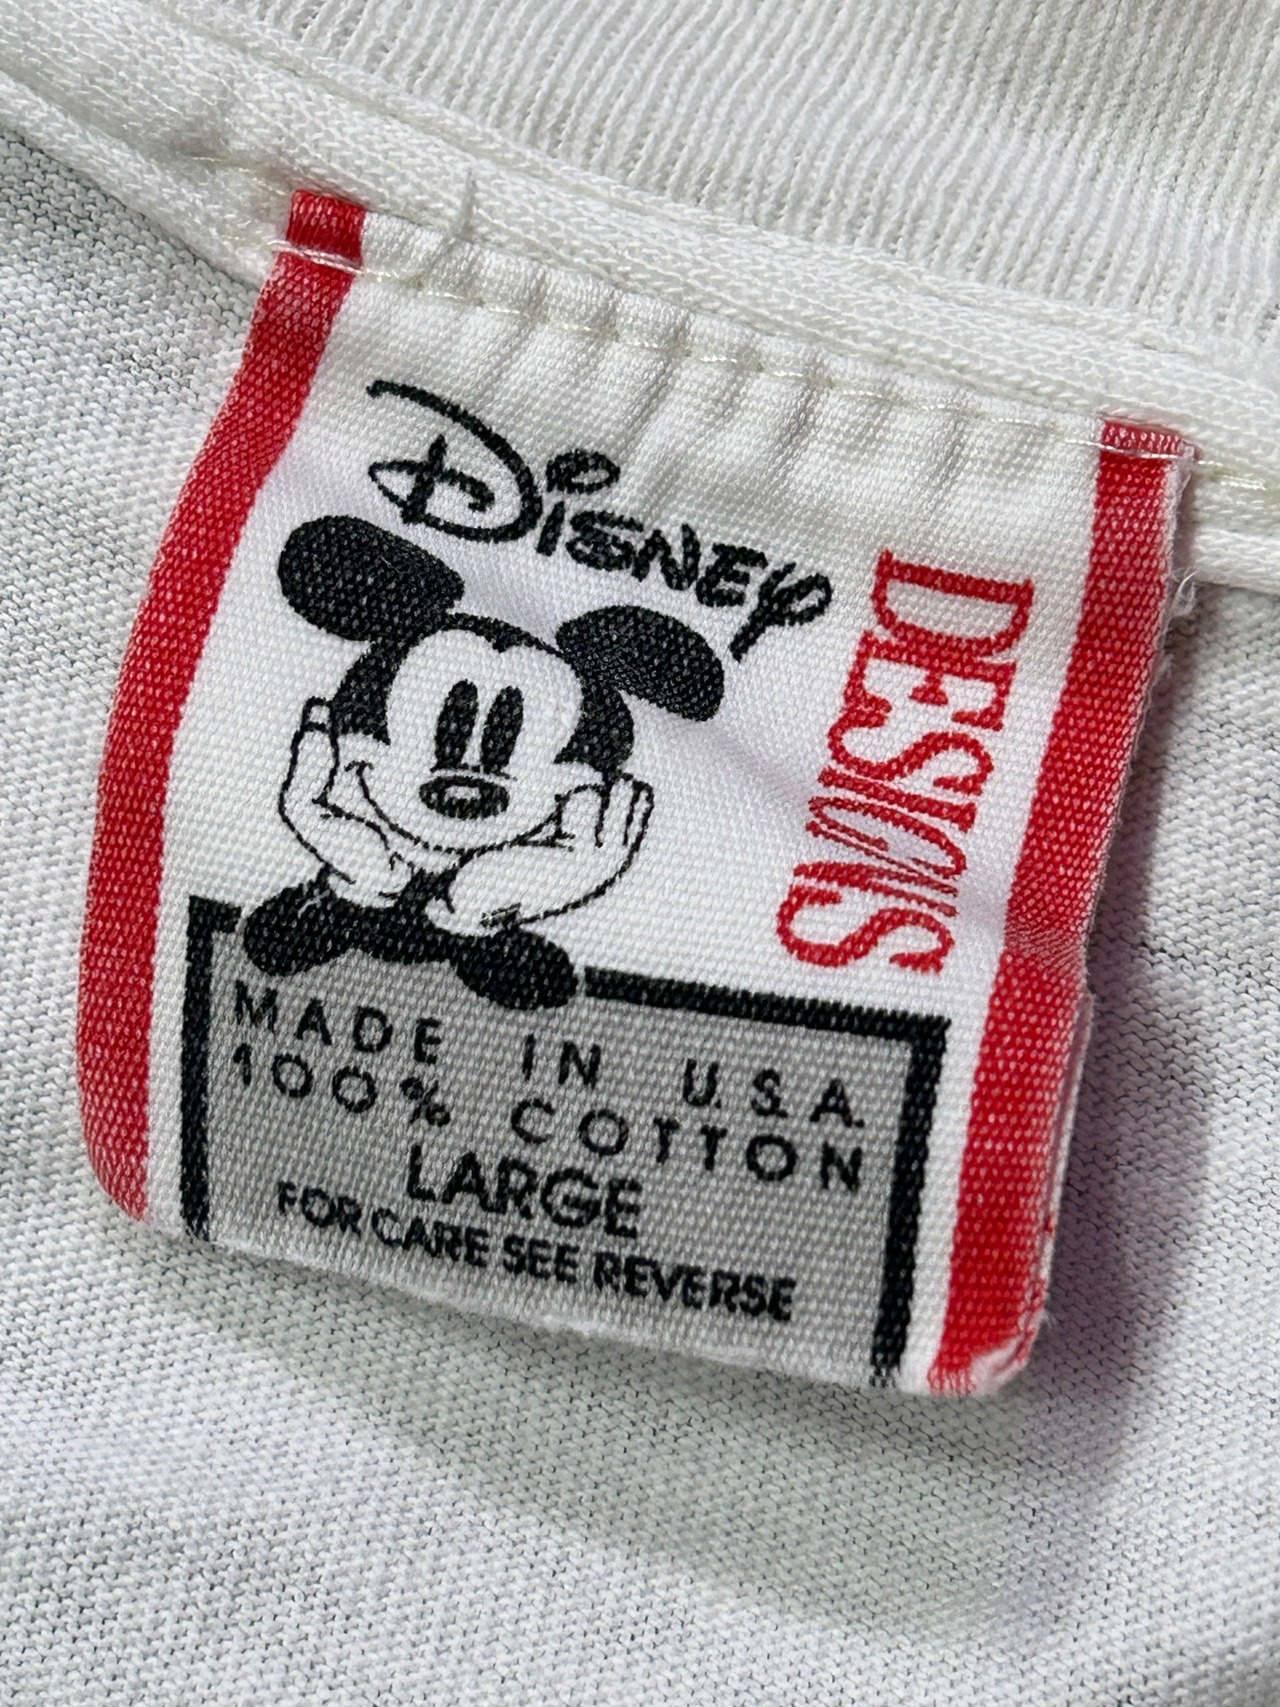 Disney
DESIGNS
MADE IN U.S.A.
100% COTTON
LARGE
FOR CARE SEE REVERSE